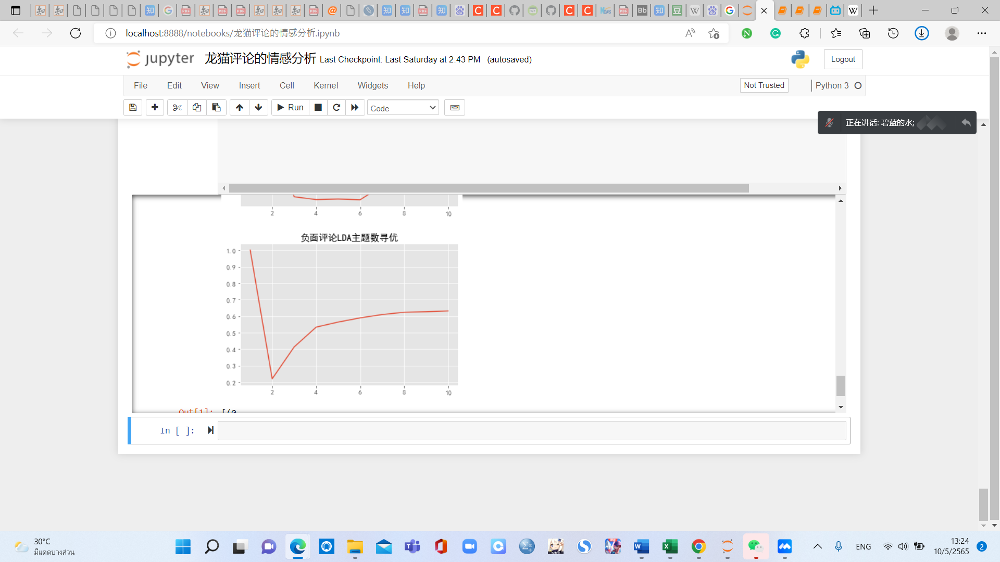 localhost:8888/notebooks/龙猫评论的情感分析.ipynb
jupyter 龙猫评论的情感分析 Last Checkpoint: Last Saturday at 2:43 PM (autosaved)
Logout
File Edit View Insert Cell Kernel Widgets Help
Not Trusted
Python 3
Run
Code
正在讲话: 碧蓝的水;
2 4 6 8 10
负面评论LDA主题数寻优
1.0
0.9
0.8
0.7
0.6
0.5
0.4
0.3
0.2
2 4 6 8 10
Out[1]: [(0,
In [ ]:
30°C
มีแดดบางส่วน
ENG
13:24
10/5/2565
2